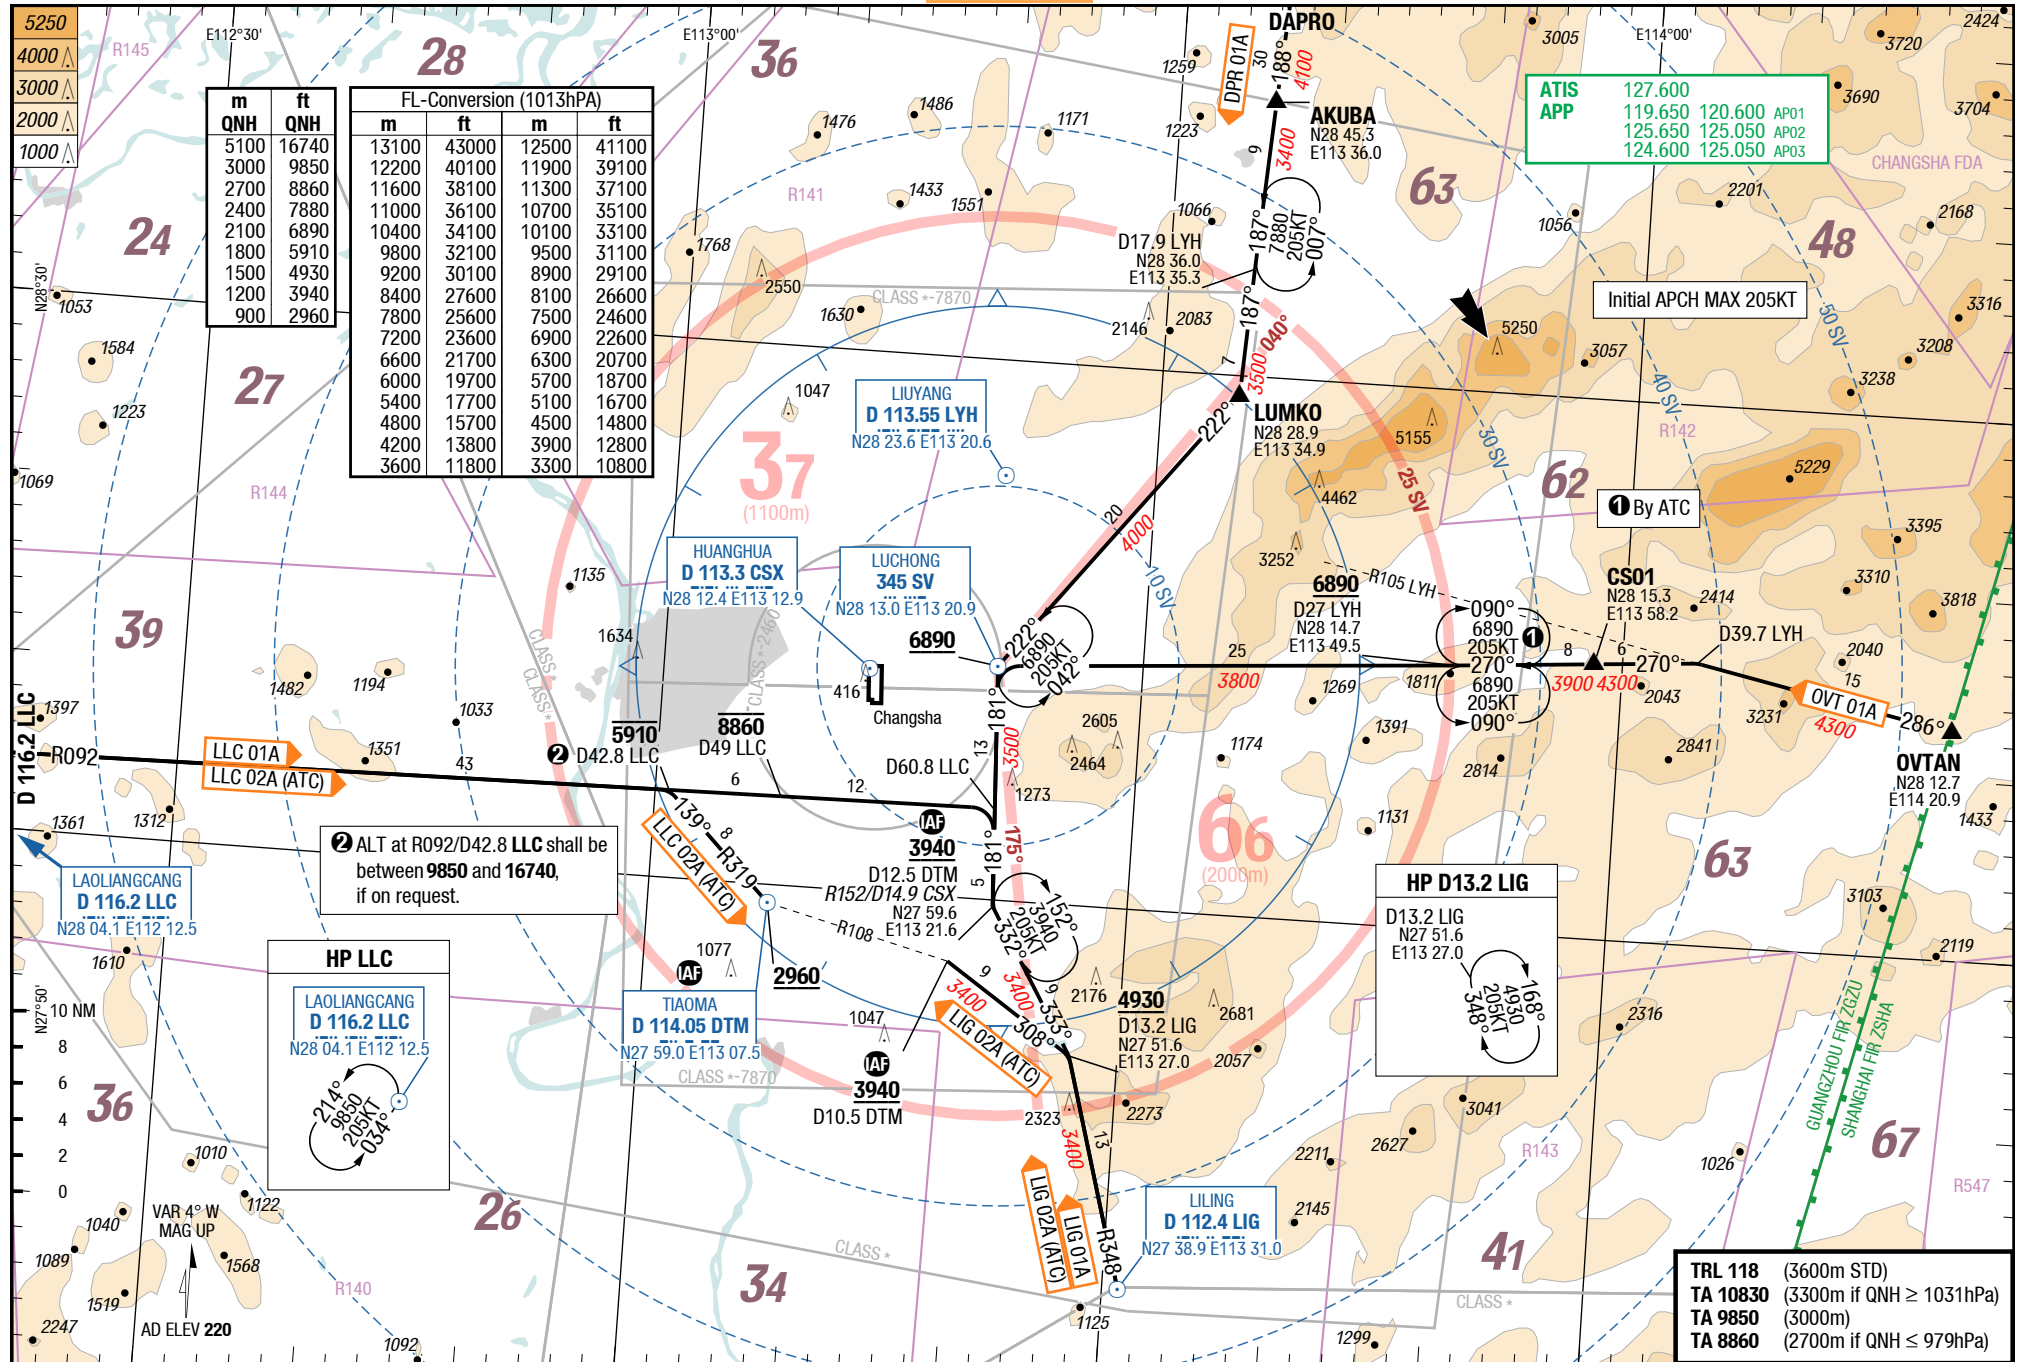 5250
4000
3000
2000
1000
R145
E112°30'
28
E113°00'
36
DAPRO
DPR 01A
30
188°
4100
1259
3005
E114°00'
3720
2424
3690
3704
ATIS 127.600
APP 119.650 120.600 AP01
125.650 125.050 AP02
124.600 125.050 AP03
CHANGSHA FDA
m ft
QNH QNH
5100 16740
3000 9850
2700 8860
2400 7880
2100 6890
1800 5910
1500 4930
1200 3940
900 2960
FL-Conversion (1013hPA)
m ft m ft
13100 43000 12500 41100
12200 40100 11900 39100
11600 38100 11300 37100
11000 36100 10700 35100
10400 34100 10100 33100
9800 32100 9500 31100
9200 30100 8900 29100
8400 27600 8100 26600
7800 25600 7500 24600
7200 23600 6900 22600
6600 21700 6300 20700
6000 19700 5700 18700
5400 17700 5100 16700
4800 15700 4500 14800
4200 13800 3900 12800
3600 11800 3300 10800
1476
1486
1171
1223
AKUBA
N28 45.3
E113 36.0
9
3400
63
R141
1433
1551
1066
2201
1056
2168
48
24
1768
2550
D17.9 LYH
N28 36.0
E113 35.3
187°
7880
205KT
007°
N28°30'
1053
CLASS *-7870
1630
2146
2083
187°
7
3500
040°
Initial APCH MAX 205KT
5250
3057
50 SV
3316
3208
3238
40 SV
1584
27
1223
1047
LIUYANG
D 113.55 LYH
N28 23.6 E113 20.6
222°
LUMKO
N28 28.9
E113 34.9
5155
R142
30 SV
25 SV
5229
1069
R144
37
(1100m)
4462
62
1 By ATC
20
4000
3395
HUANGHUA
D 113.3 CSX
N28 12.4 E113 12.9
LUCHONG
345 SV
N28 13.0 E113 20.9
3252
1135
10 SV
6890
D27 LYH
N28 14.7
E113 49.5
R105 LYH
CS01
N28 15.3
E113 58.2
2414
3310
3818
39
1634
CLASS *-2460
CLASS *
CLASS *
6890
222°
6890
205KT
042°
090°
6890
205KT
270°
6890
205KT
090°
1
D39.7 LYH
25
3800
8
6
270°
3900
4300
2040
15
1482
1194
416
Changsha
181°
1269
1811
2043
3231
OVT 01A
4300
286°
OVTAN
N28 12.7
E114 20.9
D 116.2 LLC
1397
R092
1033
5910
2 D42.8 LLC
8860
D49 LLC
13
3500
2605
2464
1174
1391
2814
2841
LLC 01A
LLC 02A (ATC)
1351
43
6
12
D60.8 LLC
1273
1312
1361
1131
1433
2 ALT at R092/D42.8 LLC shall be
between 9850 and 16740,
if on request.
139°
8
R319
LLC 02A (ATC)
IAF
3940
D12.5 DTM
R152/D14.9 CSX
N27 59.6
E113 21.6
181°
5
175°
66
(2000m)
LAOLIANGCANG
D 116.2 LLC
N28 04.1 E112 12.5
HP D13.2 LIG
D13.2 LIG
N27 51.6
E113 27.0
168°
4930
205KT
348°
63
3103
2119
1610
HP LLC
LAOLIANGCANG
D 116.2 LLC
N28 04.1 E112 12.5
214°
9850
205KT
034°
R108
152°
3940
205KT
332°
1077
IAF
2960
TIAOMA
D 114.05 DTM
N27 59.0 E113 07.5
9
3400
308°
LIG 02A (ATC)
3400
9
333°
2176
4930
D13.2 LIG
N27 51.6
E113 27.0
2681
2057
2316
GUANGZHOU FIR ZGZU
SHANGHAI FIR ZSHA
N27°50'
10 NM
8
6
4
2
0
1047
IAF
3940
D10.5 DTM
CLASS *-7870
2323
2273
3400
13
3041
2627
2211
R143
36
1010
1122
1026
67
R547
1040
VAR 4° W
MAG UP
26
LIG 02A (ATC)
LIG 01A
R348
LILING
D 112.4 LIG
N27 38.9 E113 31.0
2145
41
1089
1568
1519
R140
CLASS *
34
CLASS *
2247
AD ELEV 220
1092
1125
1299
TRL 118 (3600m STD)
TA 10830 (3300m if QNH ≥ 1031hPa)
TA 9850 (3000m)
TA 8860 (2700m if QNH ≤ 979hPa)